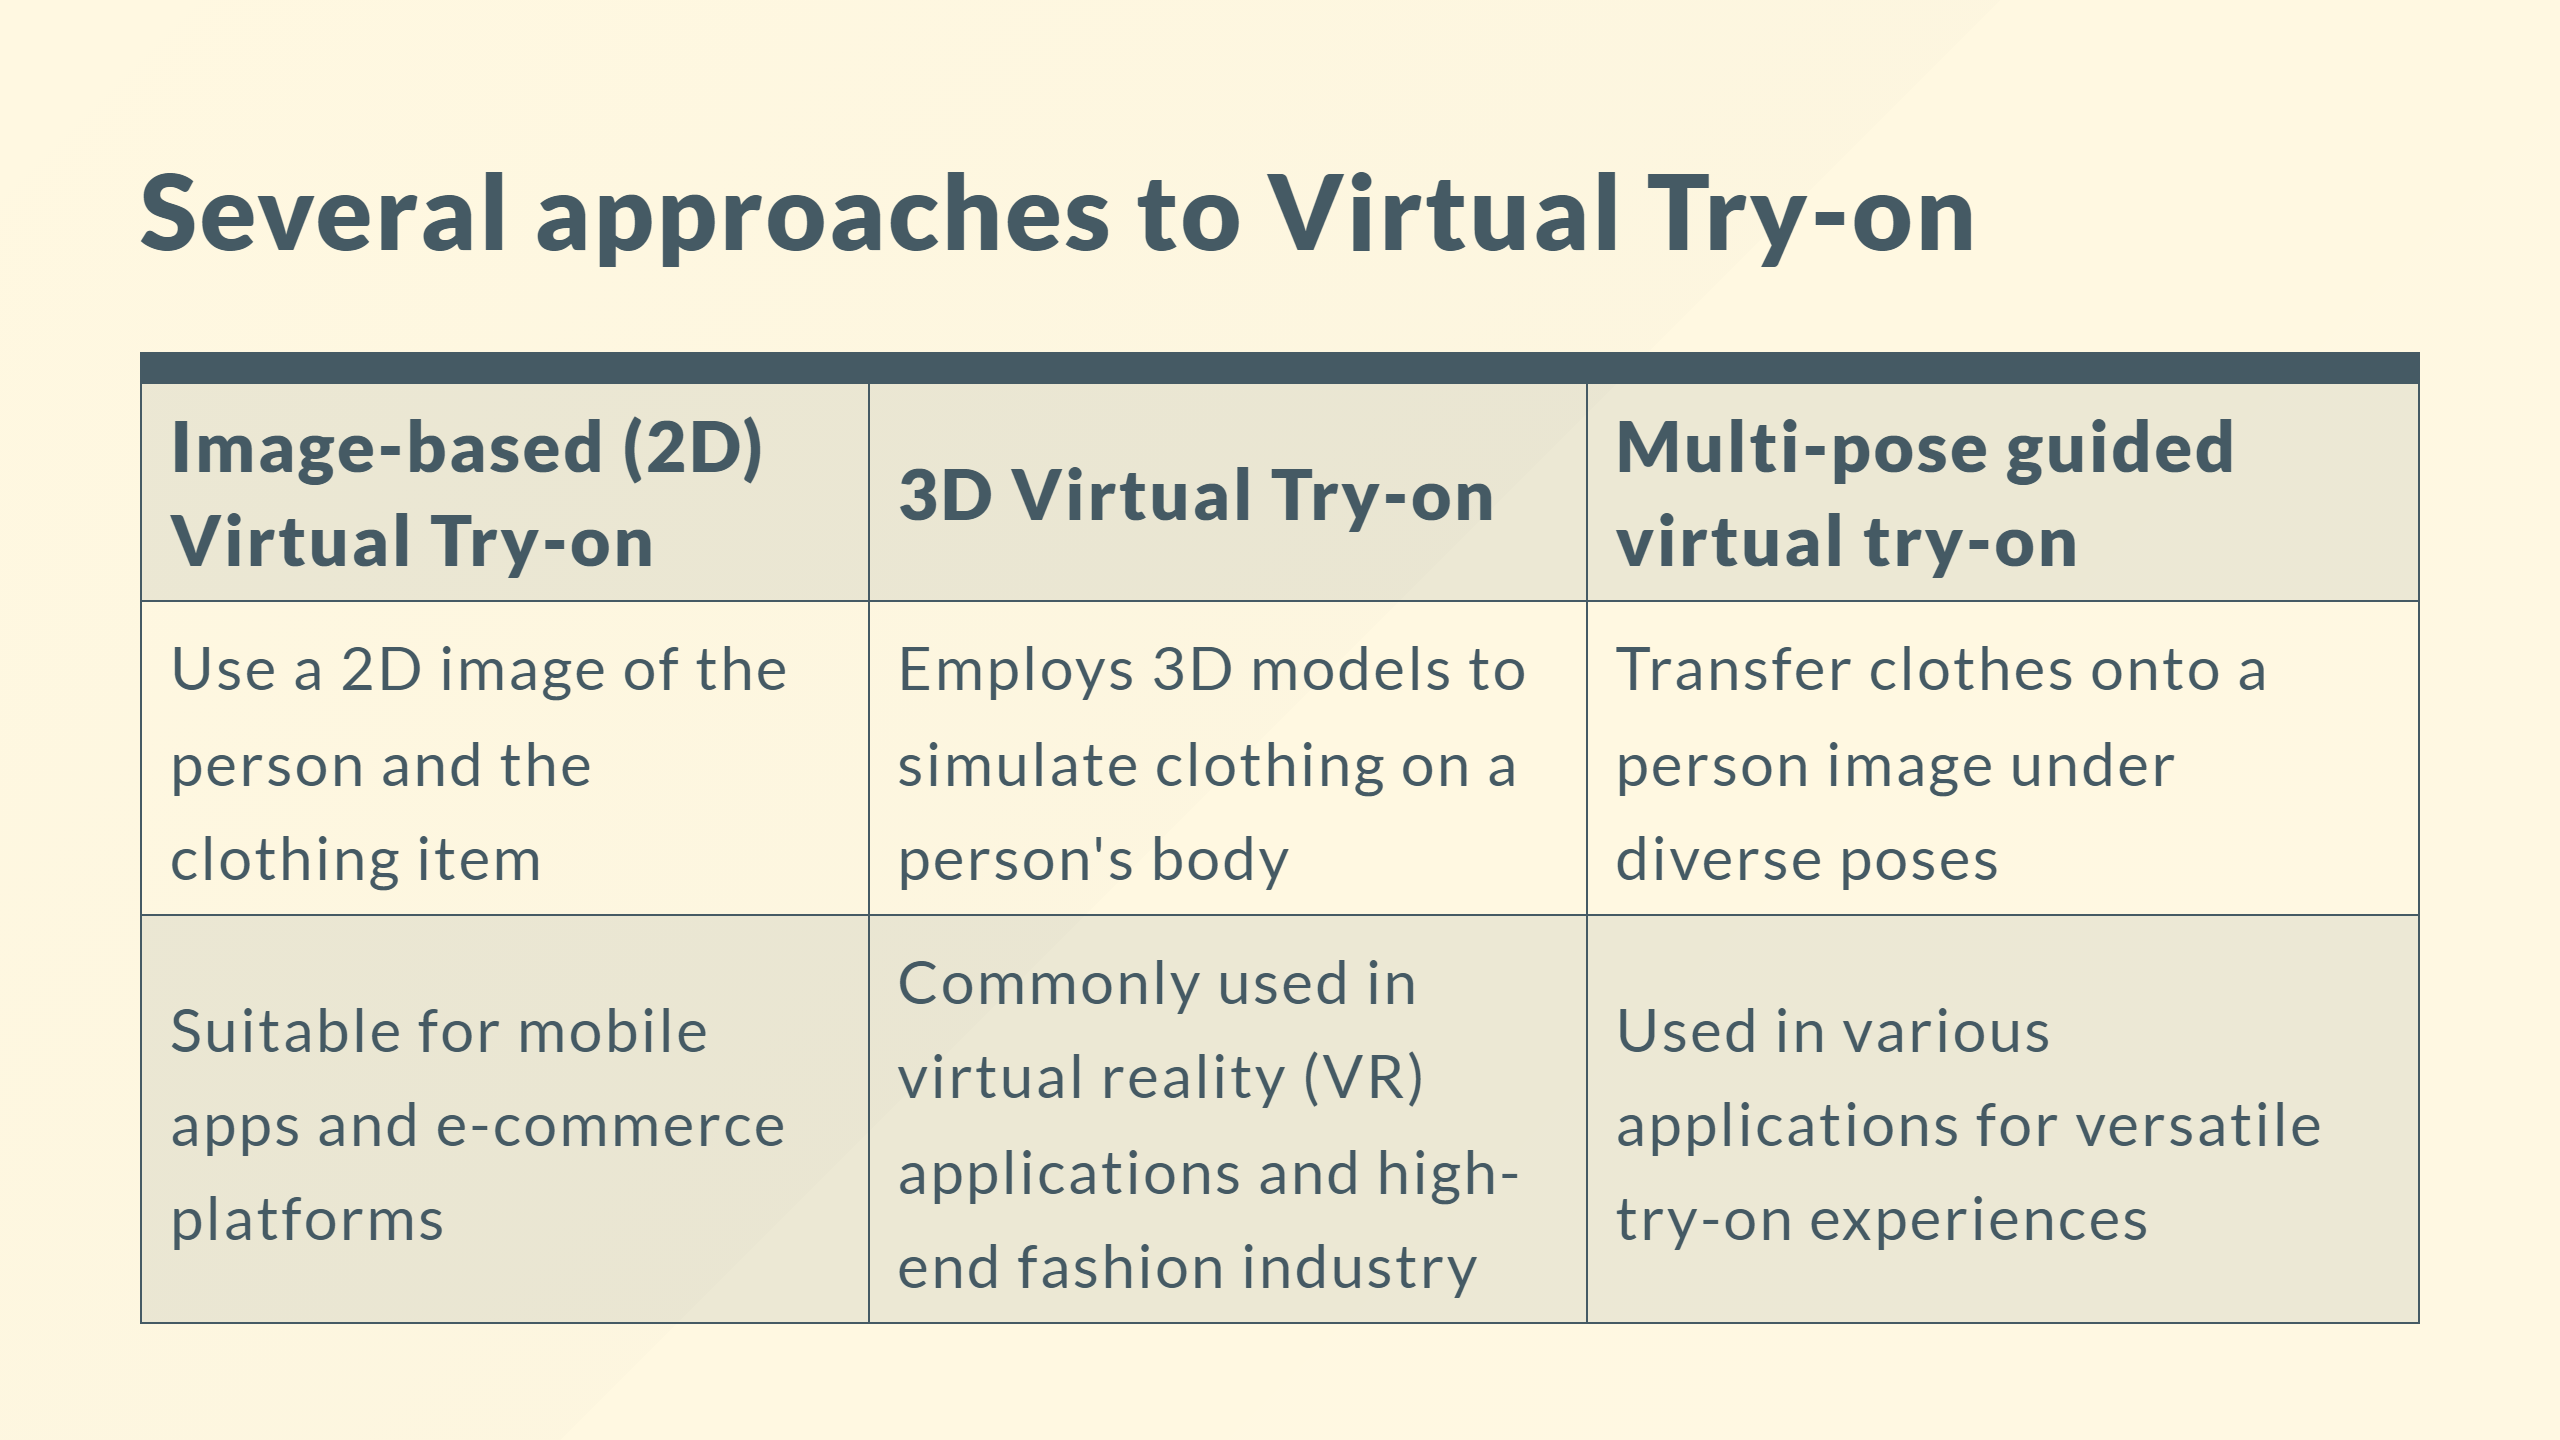 Several approaches to Virtual Try-on
Image-based (2D)
Virtual Try-on
3D Virtual Try-on
Multi-pose guided
virtual try-on
Use a 2D image of the
person and the
clothing item
Employs 3D models to
simulate clothing on a
person's body
Transfer clothes onto a
person image under
diverse poses
Suitable for mobile
apps and e-commerce
platforms
Commonly used in
virtual reality (VR)
applications and high-
end fashion industry
Used in various
applications for versatile
try-on experiences